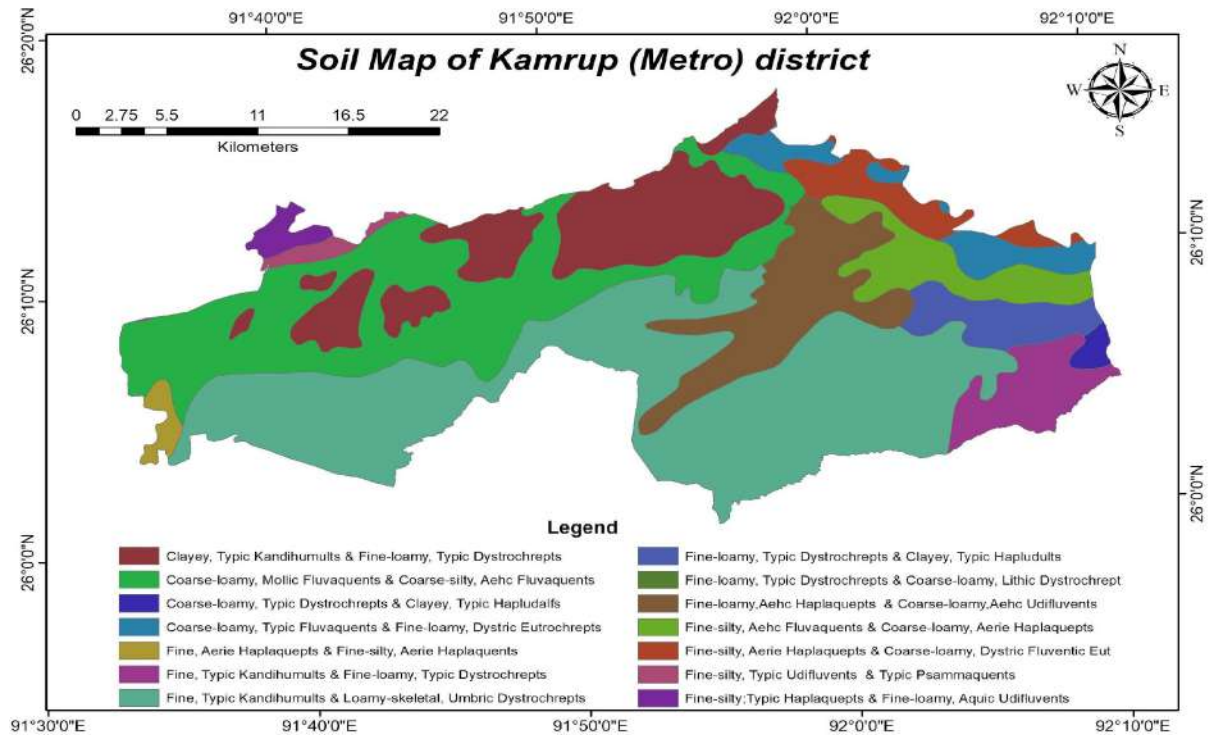 91°40'0"E 91°50'0"E 92°0'0"E 92°10'0"E
26°20'0"N
Soil Map of Kamrup (Metro) district
N
W E
S
0 2.75 5.5 11 16.5 22
Kilometers
26°10'0"N
26°10'0"N
26°0'0"N
26°0'0"N
Legend
Clayey, Typic Kandihumults & Fine-loamy, Typic Dystrochrepts
Coarse-loamy, Mollic Fluvaquents & Coarse-silty, Aehc Fluvaquents
Coarse-loamy, Typic Dystrochrepts & Clayey, Typic Hapludalfs
Coarse-loamy, Typic Fluvaquents & Fine-loamy, Dystric Eutrochrepts
Fine, Aerie Haplaquepts & Fine-silty, Aerie Haplaquents
Fine, Typic Kandihumults & Fine-loamy, Typic Dystrochrepts
Fine, Typic Kandihumults & Loamy-skeletal, Umbric Dystrochrepts
Fine-loamy, Typic Dystrochrepts & Clayey, Typic Hapludults
Fine-loamy, Typic Dystrochrepts & Coarse-loamy, Lithic Dystrochrept
Fine-loamy,Aehc Haplaquepts & Coarse-loamy,Aehc Udifluvents
Fine-silty, Aehc Fluvaquents & Coarse-loamy, Aerie Haplaquepts
Fine-silty, Aerie Haplaquepts & Coarse-loamy, Dystric Fluventic Eut
Fine-silty, Typic Udifluvents & Typic Psammaquents
Fine-silty;Typic Haplaquepts & Fine-loamy, Aquic Udifluvents
91°30'0"E 91°40'0"E 91°50'0"E 92°0'0"E 92°10'0"E